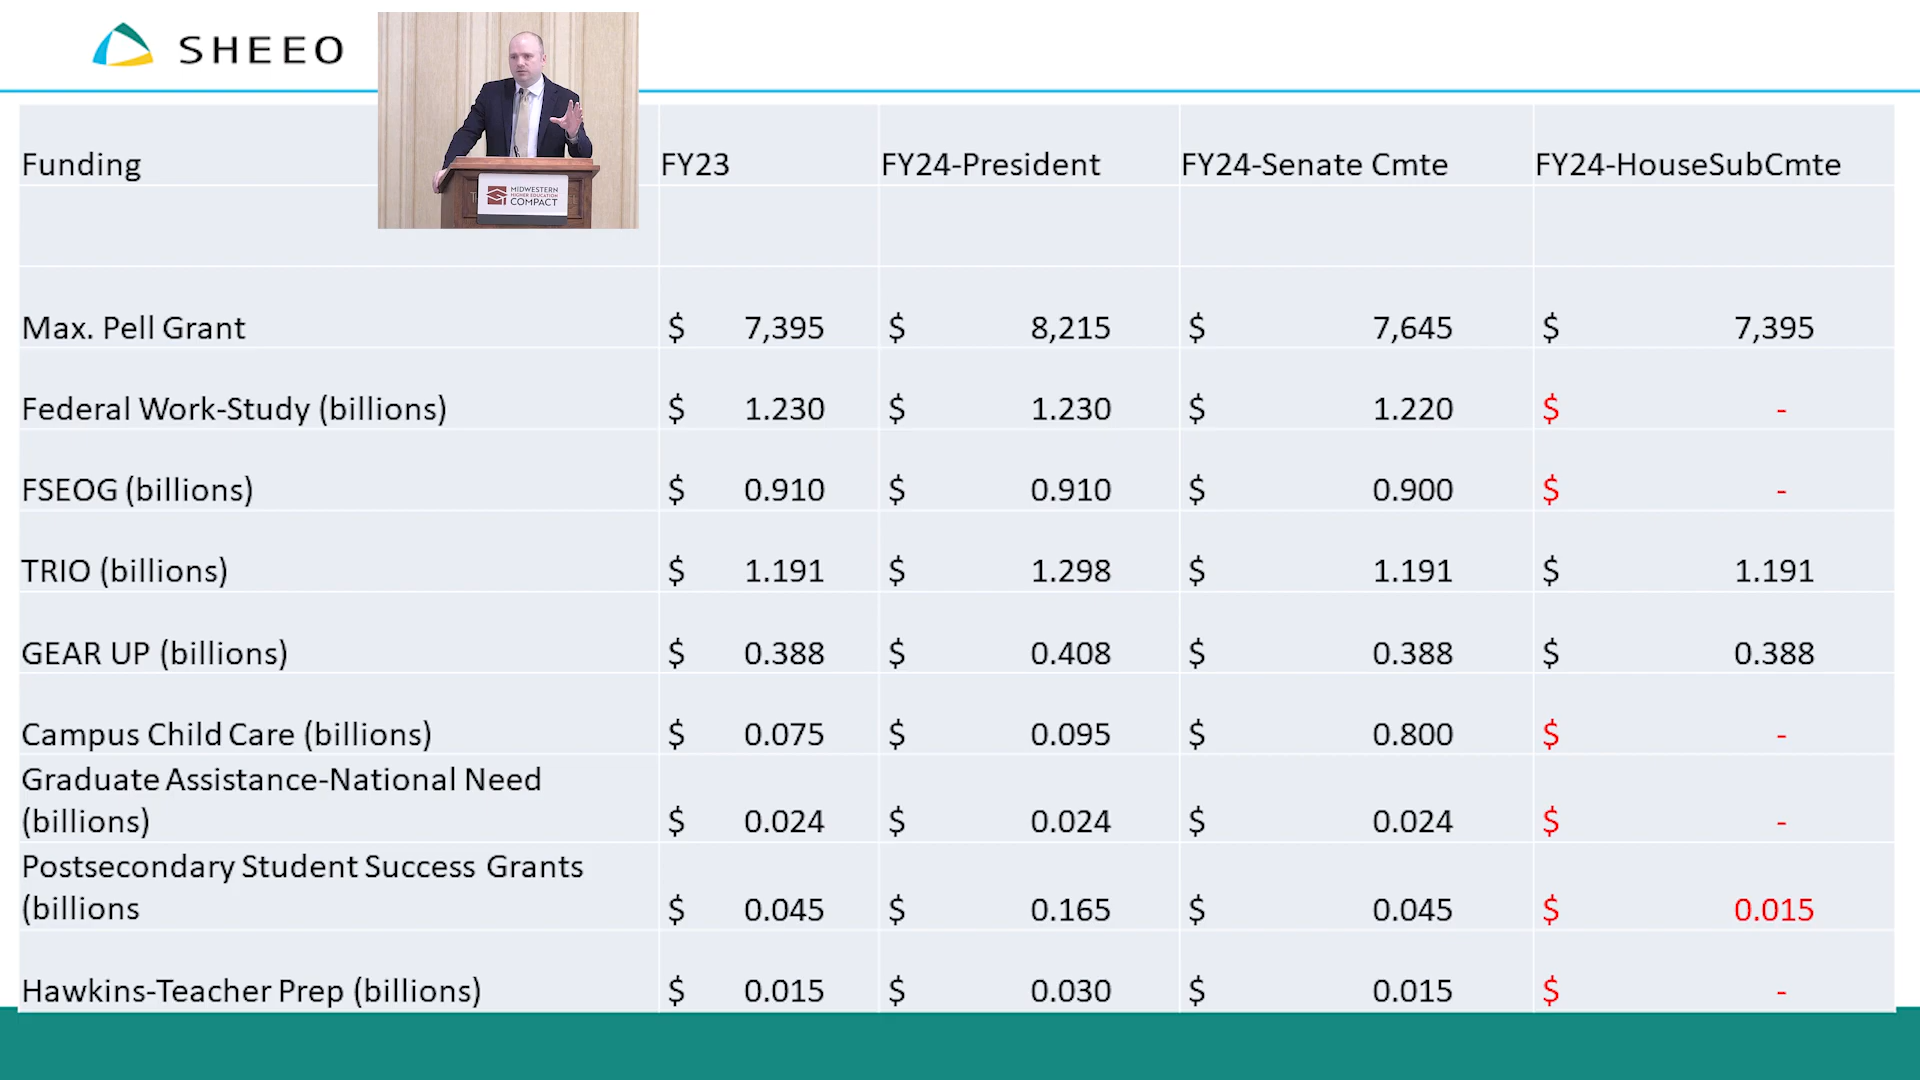 SHEEO
MIDWESTERN
HIGHER EDUCATION
COMPACT
Funding FY23 FY24-President FY24-Senate Cmte FY24-HouseSubCmte
Max. Pell Grant $ 7,395 $ 8,215 $ 7,645 $ 7,395
Federal Work-Study (billions) $ 1.230 $ 1.230 $ 1.220 $ -
FSEOG (billions) $ 0.910 $ 0.910 $ 0.900 $ -
TRIO (billions) $ 1.191 $ 1.298 $ 1.191 $ 1.191
GEAR UP (billions) $ 0.388 $ 0.408 $ 0.388 $ 0.388
Campus Child Care (billions) $ 0.075 $ 0.095 $ 0.800 $ -
Graduate Assistance-National Need
(billions) $ 0.024 $ 0.024 $ 0.024 $ -
Postsecondary Student Success Grants
(billions $ 0.045 $ 0.165 $ 0.045 $ 0.015
Hawkins-Teacher Prep (billions) $ 0.015 $ 0.030 $ 0.015 $ -